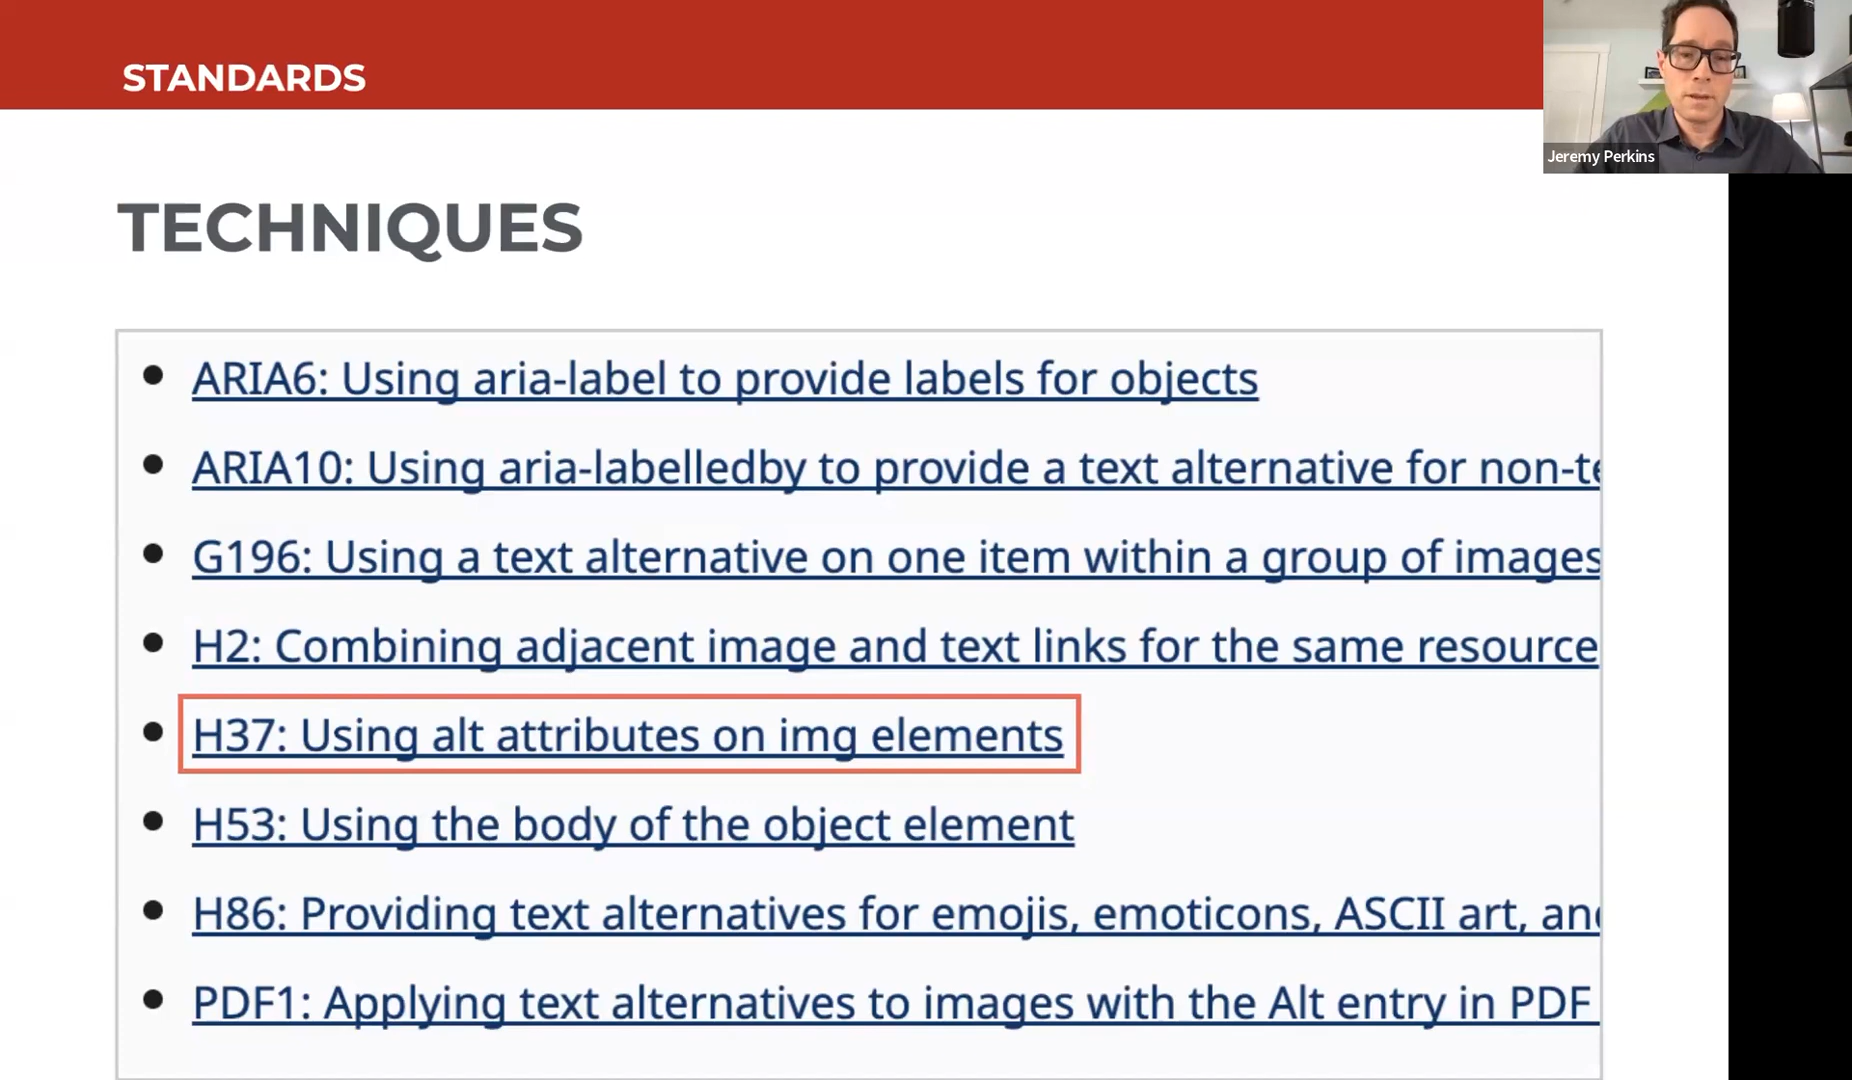 STANDARDS
Jeremy Perkins
TECHNIQUES
ARIA6: Using aria-label to provide labels for objects
ARIA10: Using aria-labelledby to provide a text alternative for non-te
G196: Using a text alternative on one item within a group of images
H2: Combining adjacent image and text links for the same resource
H37: Using alt attributes on img elements
H53: Using the body of the object element
H86: Providing text alternatives for emojis, emoticons, ASCII art, and
PDF1: Applying text alternatives to images with the Alt entry in PDF